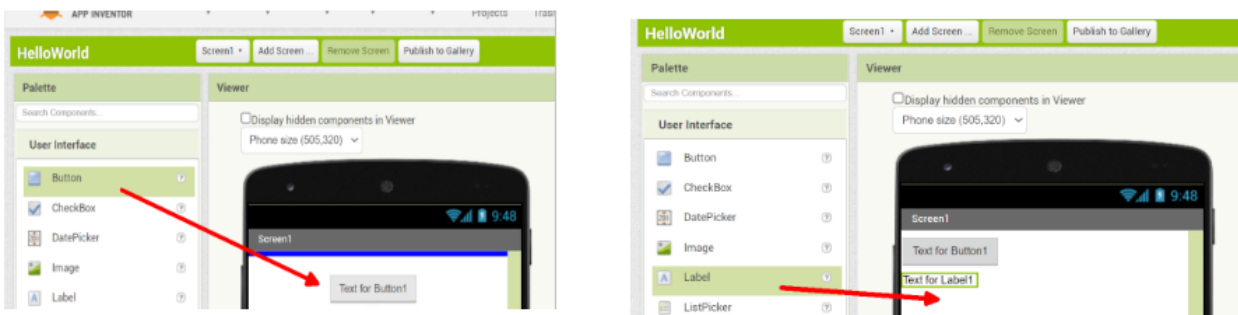 APP INVENTOR
Projects
HelloWorld
Screen1
Add Screen ...
Remove Screen
Publish to Gallery
Palette
Viewer
Search Components...
Display hidden components in Viewer
Phone size (505,320)
User Interface
Button
CheckBox
DatePicker
Image
Label
9:48
Screen1
Text for Button1
HelloWorld
Screen1
Add Screen ...
Remove Screen
Publish to Gallery
Palette
Viewer
Search Components...
Display hidden components in Viewer
Phone size (505,320)
User Interface
Button
CheckBox
DatePicker
Image
Label
ListPicker
9:48
Screen1
Text for Button1
Text for Label1